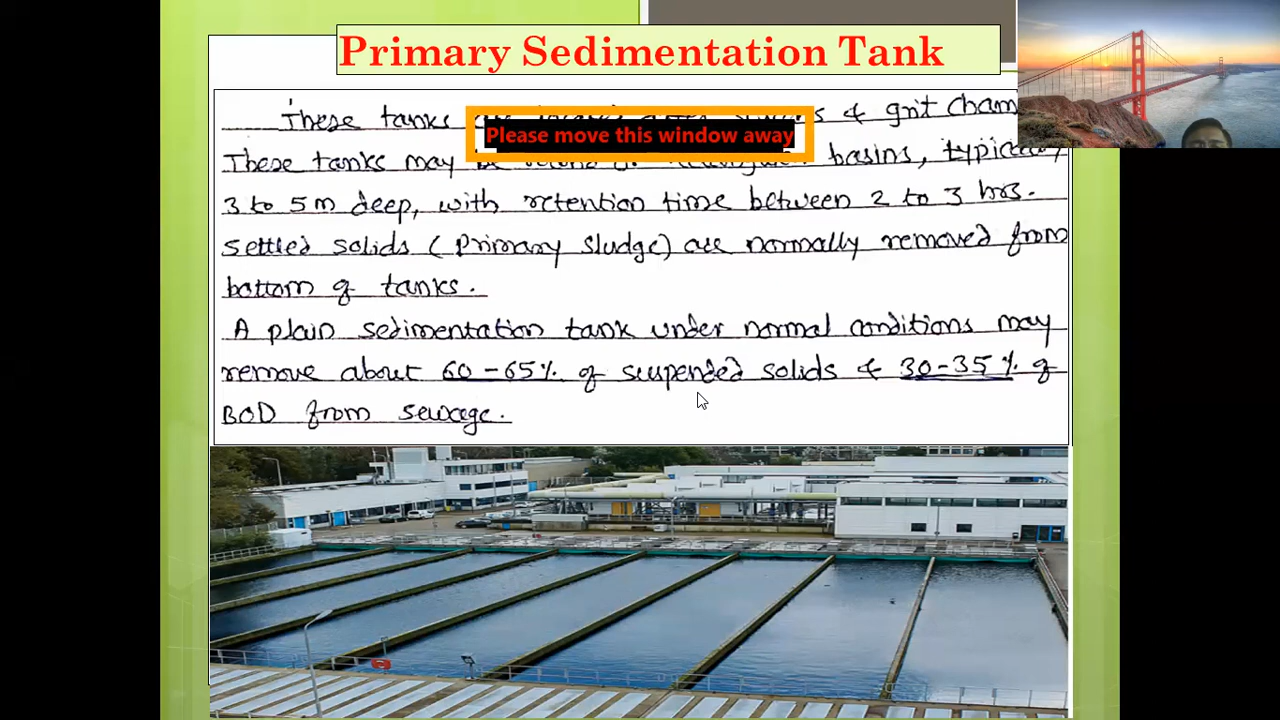 Primary Sedimentation Tank
These tanks & grit cham
Please move this window away
These tanks may basins, typically
3 to 5m deep, with retention time between 2 to 3 hrs.
settled solids (primary sludge) are normally removed from
bottom of tanks.
A plain sedimentation tank under normal conditions may
remove about 60-65% of suspended solids & 30-35% of
BOD from sewage.